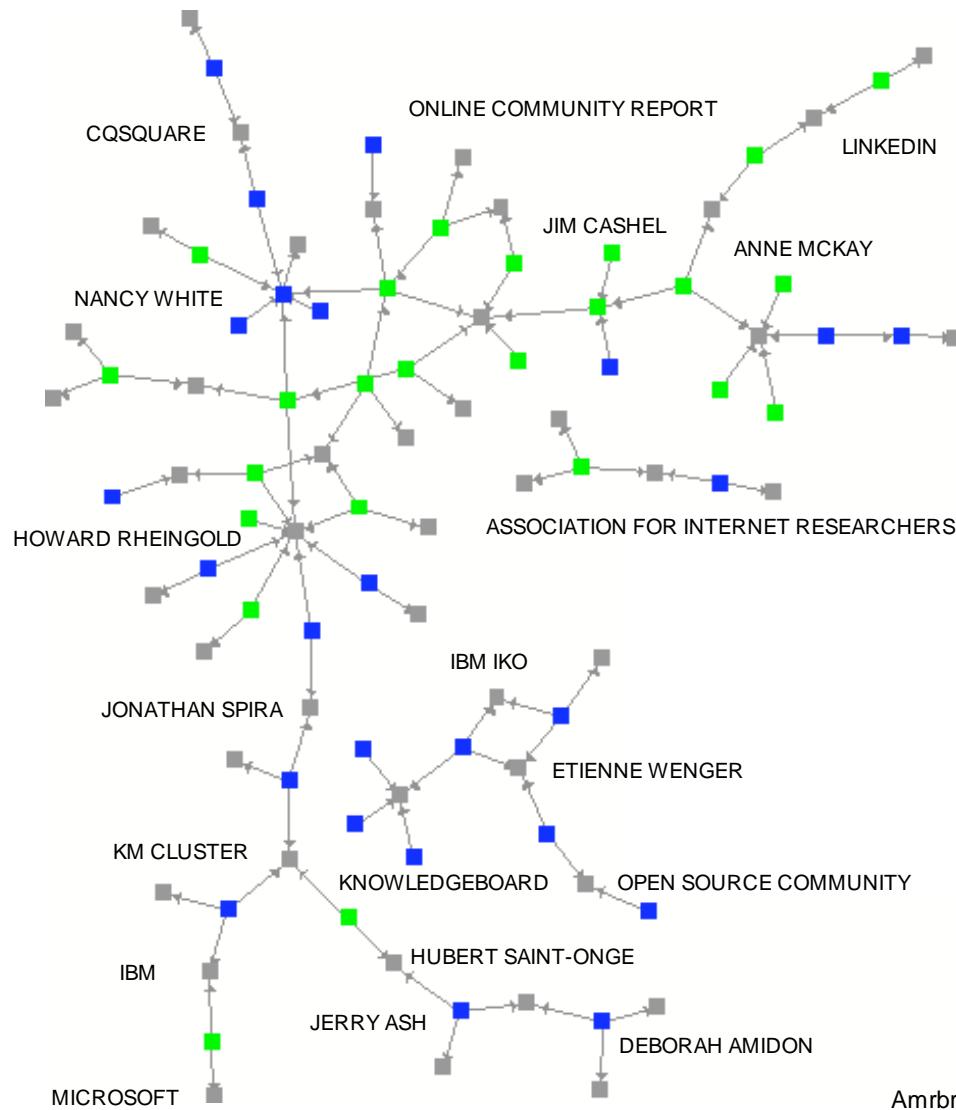 ONLINE COMMUNITY REPORT
CQSQUARE
LINKEDIN
JIM CASHEL
ANNE MCKAY
NANCY WHITE
ASSOCIATION FOR INTERNET RESEARCHERS
HOWARD RHEINGOLD
IBM IKO
JONATHAN SPIRA
ETIENNE WENGER
KM CLUSTER
KNOWLEDGEBOARD
OPEN SOURCE COMMUNITY
HUBERT SAINT-ONGE
IBM
JERRY ASH
DEBORAH AMIDON
MICROSOFT